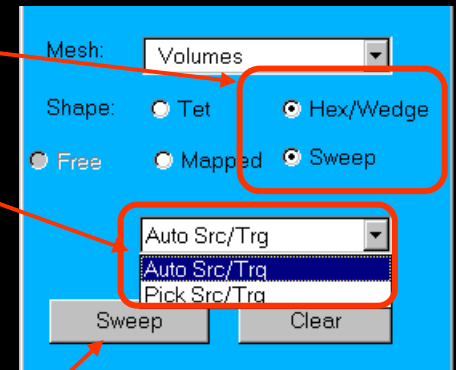 Mesh: Volumes
Shape: Tet Hex/Wedge
Free Mapped Sweep
Auto Src/Trg
Auto Src/Trg
Pick Src/Trg
Sweep Clear